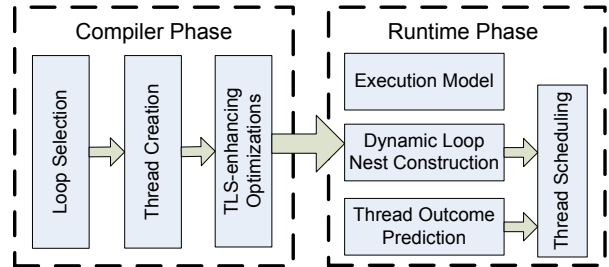 Compiler Phase
Loop Selection
Thread Creation
TLS-enhancing
Optimizations
Runtime Phase
Execution Model
Dynamic Loop
Nest Construction
Thread Outcome
Prediction
Thread Scheduling